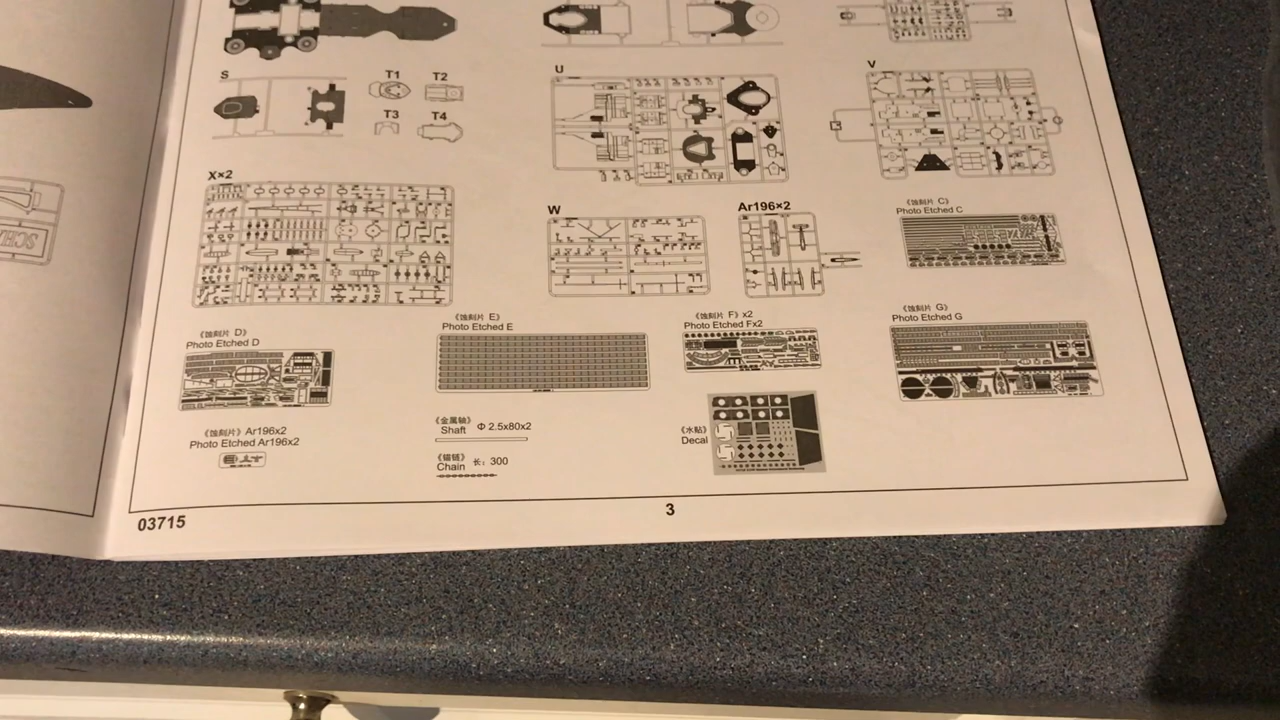 S
T1
T2
T3
T4
U
V
X×2
W
Ar196×2
《蚀刻片 C》
Photo Etched C
《蚀刻片 D》
Photo Etched D
《蚀刻片 E》
Photo Etched E
《蚀刻片 F》x2
Photo Etched Fx2
《蚀刻片 G》
Photo Etched G
《蚀刻片》Ar196x2
Photo Etched Ar196x2
《金属轴》
Shaft Φ 2.5x80x2
《锚链》
Chain 长: 300
《水贴》
Decal
03715
3
SCHA